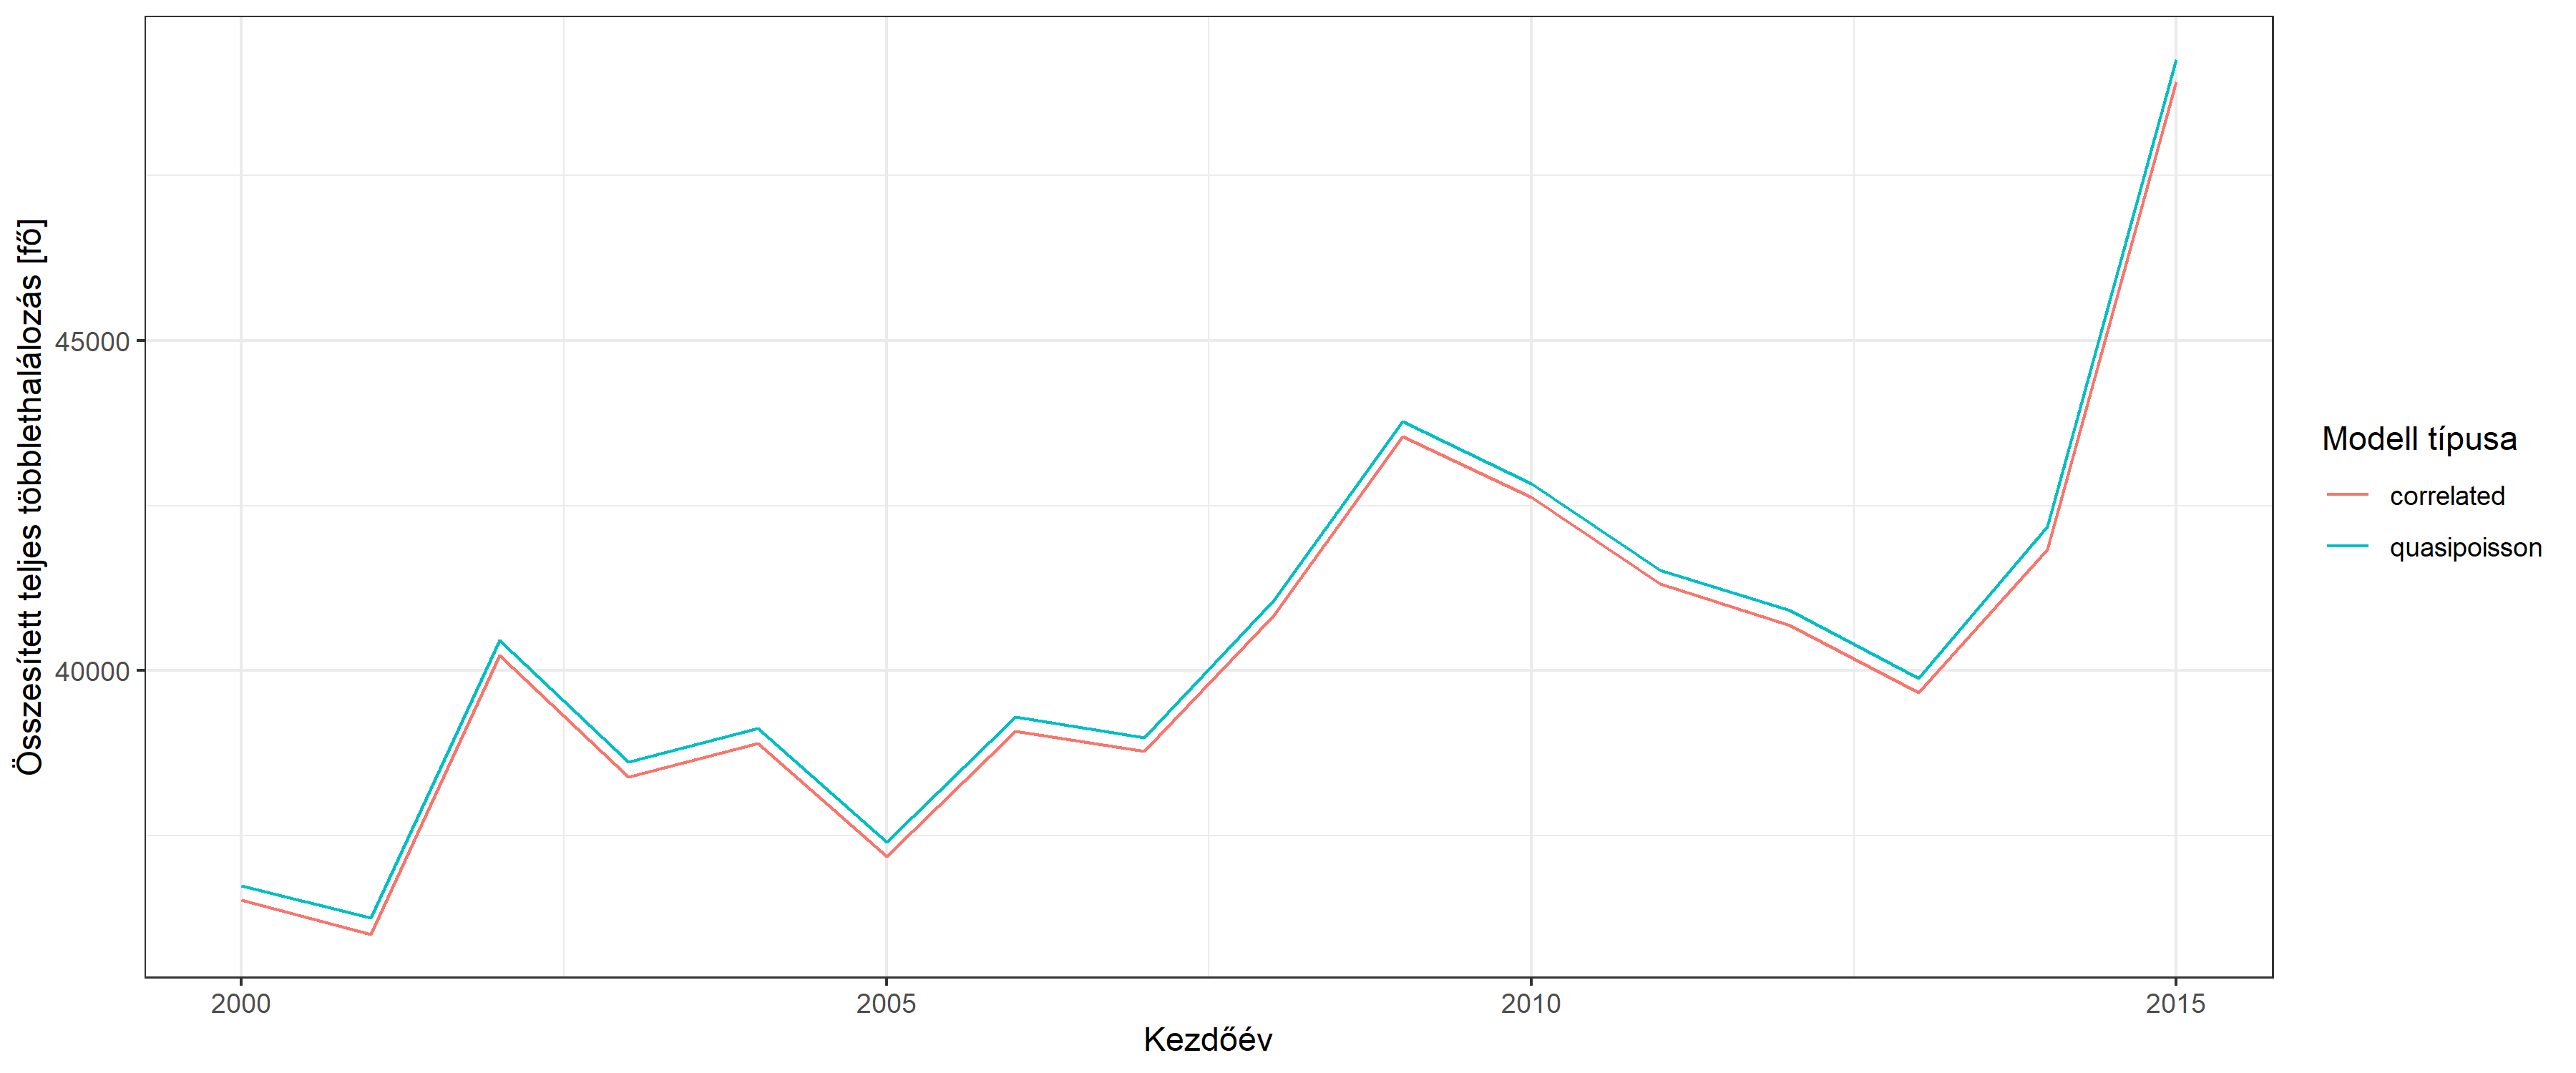 Összesített teljes többlethalálozás [fő]
45000
40000
2000
2005
2010
2015
Kezdőév
Modell típusa
correlated
quasipoisson